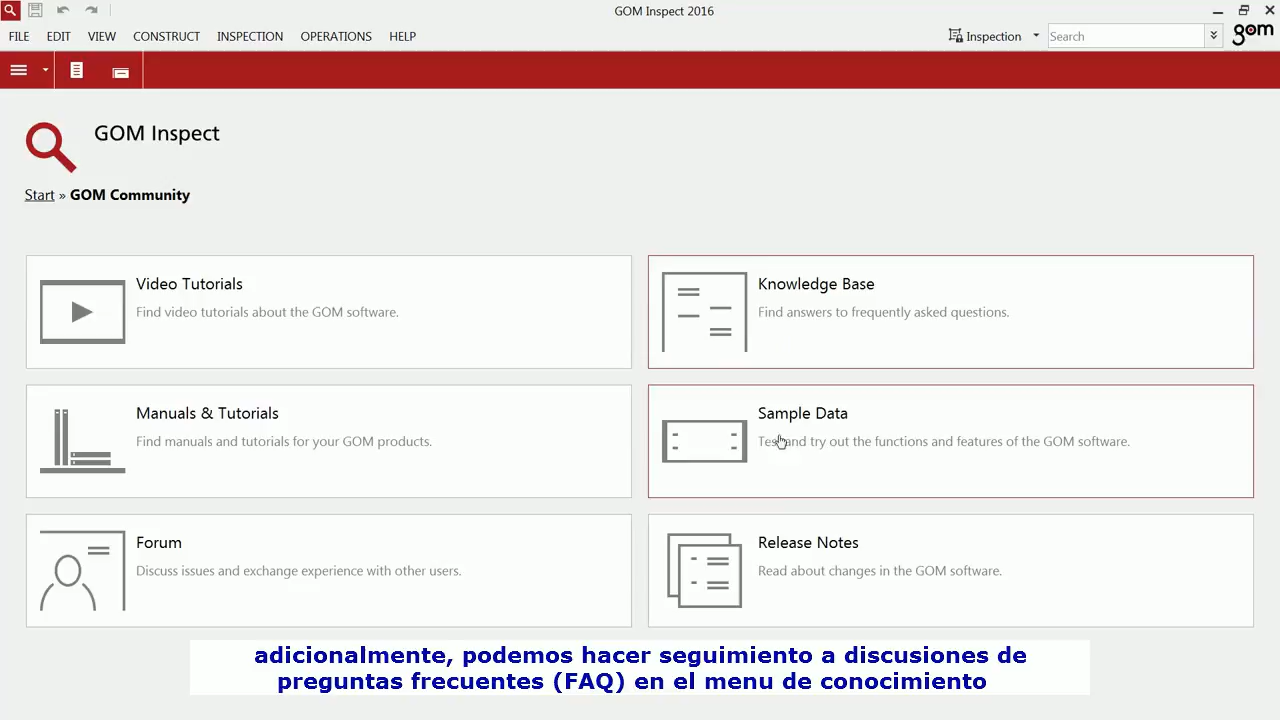 GOM Inspect 2016
FILE EDIT VIEW CONSTRUCT INSPECTION OPERATIONS HELP
Inspection
Search
gom
GOM Inspect
Start » GOM Community
Video Tutorials
Find video tutorials about the GOM software.
Knowledge Base
Find answers to frequently asked questions.
Manuals & Tutorials
Find manuals and tutorials for your GOM products.
Sample Data
Test and try out the functions and features of the GOM software.
Forum
Discuss issues and exchange experience with other users.
Release Notes
Read about changes in the GOM software.
adicionalmente, podemos hacer seguimiento a discusiones de
preguntas frecuentes (FAQ) en el menu de conocimiento